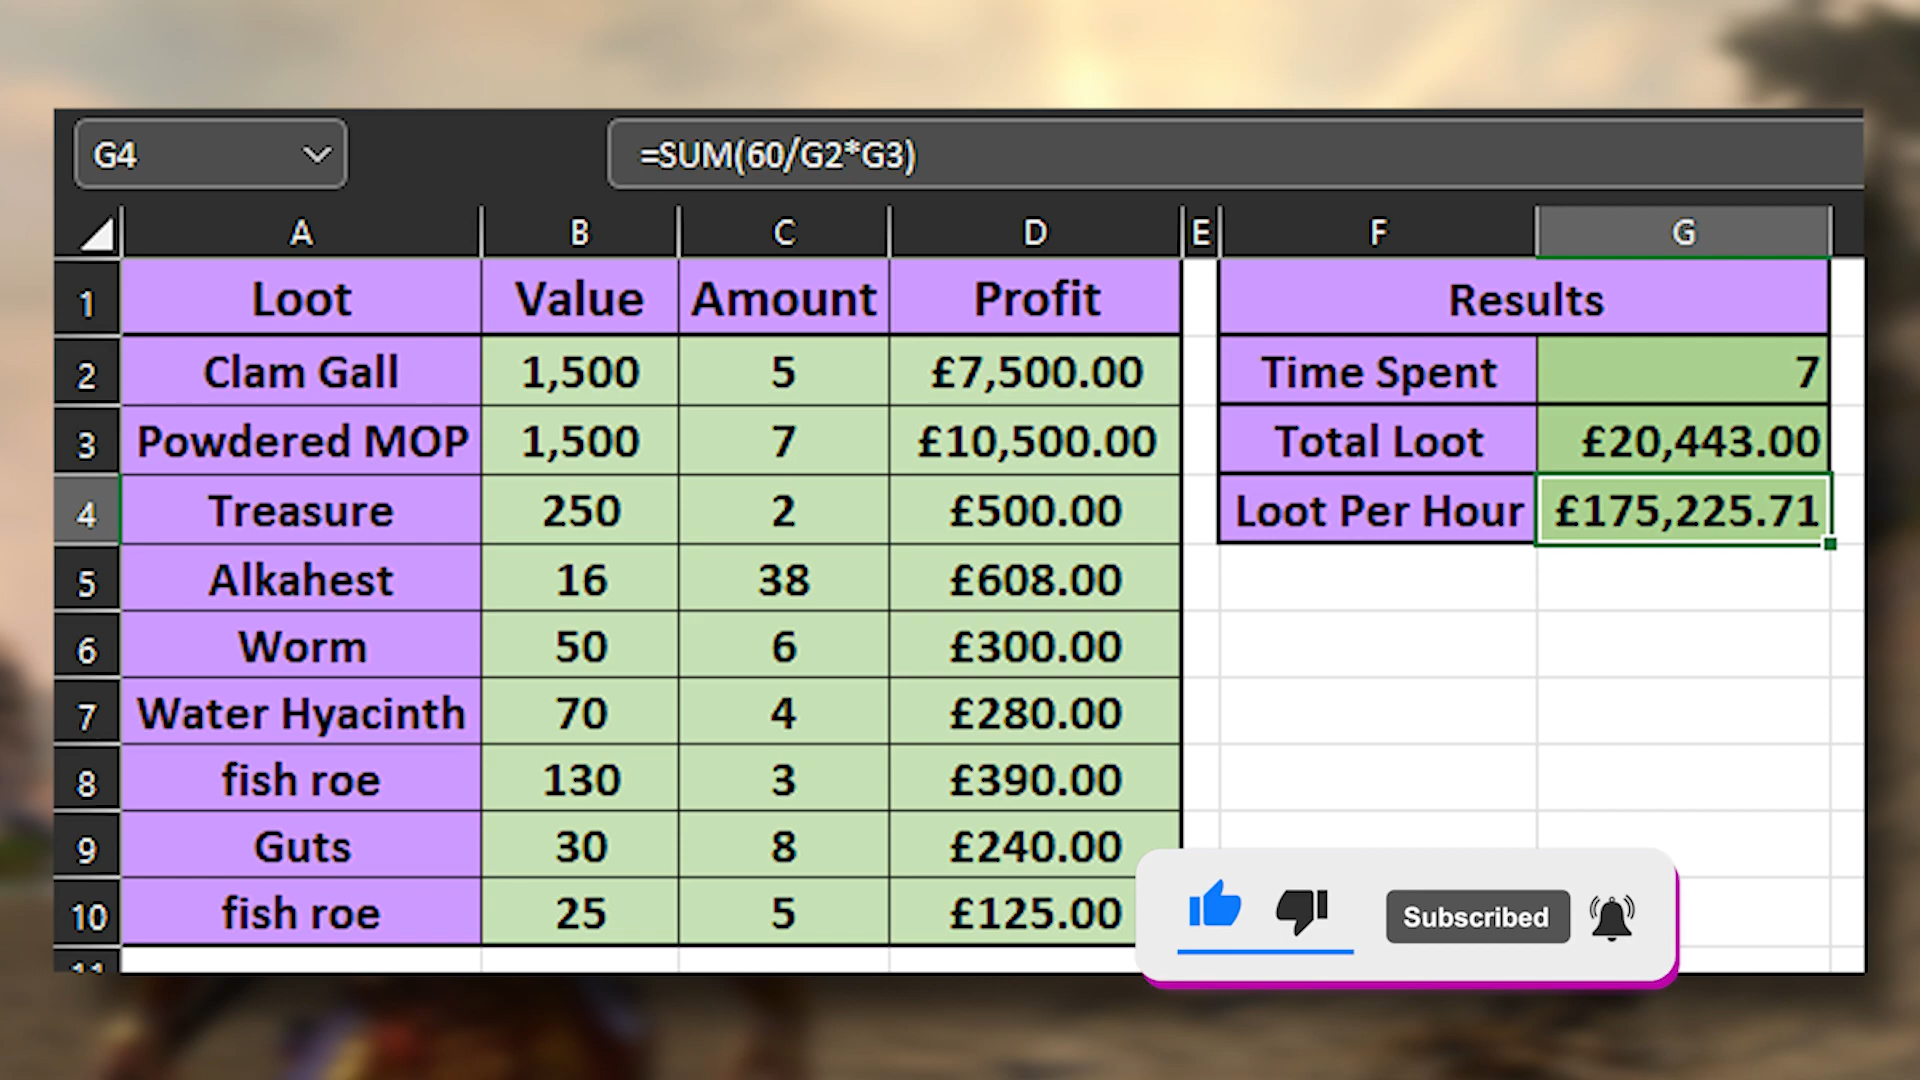 G4 =SUM(60/G2*G3)
A B C D E F G
1 Loot Value Amount Profit Results
2 Clam Gall 1,500 5 £7,500.00 Time Spent 7
3 Powdered MOP 1,500 7 £10,500.00 Total Loot £20,443.00
4 Treasure 250 2 £500.00 Loot Per Hour £175,225.71
5 Alkahest 16 38 £608.00
6 Worm 50 6 £300.00
7 Water Hyacinth 70 4 £280.00
8 fish roe 130 3 £390.00
9 Guts 30 8 £240.00
10 fish roe 25 5 £125.00
Subscribed
11